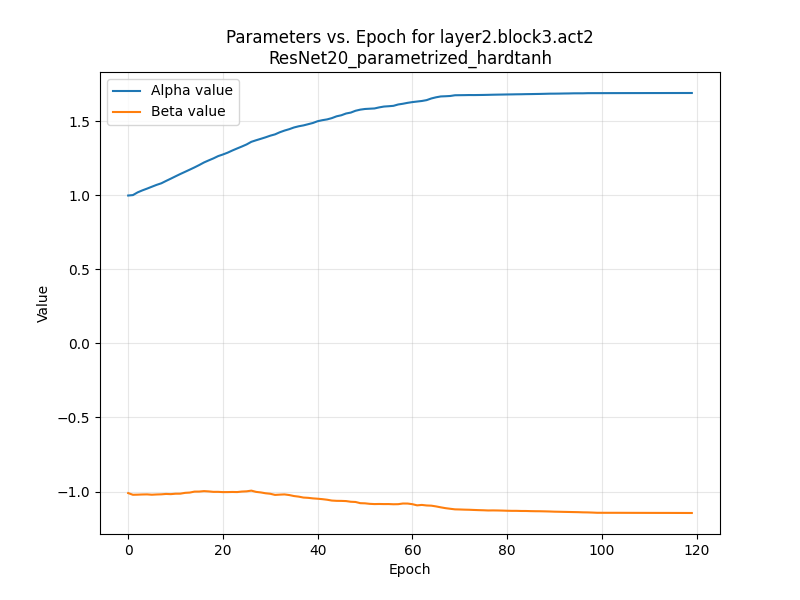 Parameters vs. Epoch for layer2.block3.act2
ResNet20_parametrized_hardtanh
Alpha value
Beta value
1.5
1.0
0.5
0.0
−0.5
−1.0
Value
0 20 40 60 80 100 120
Epoch